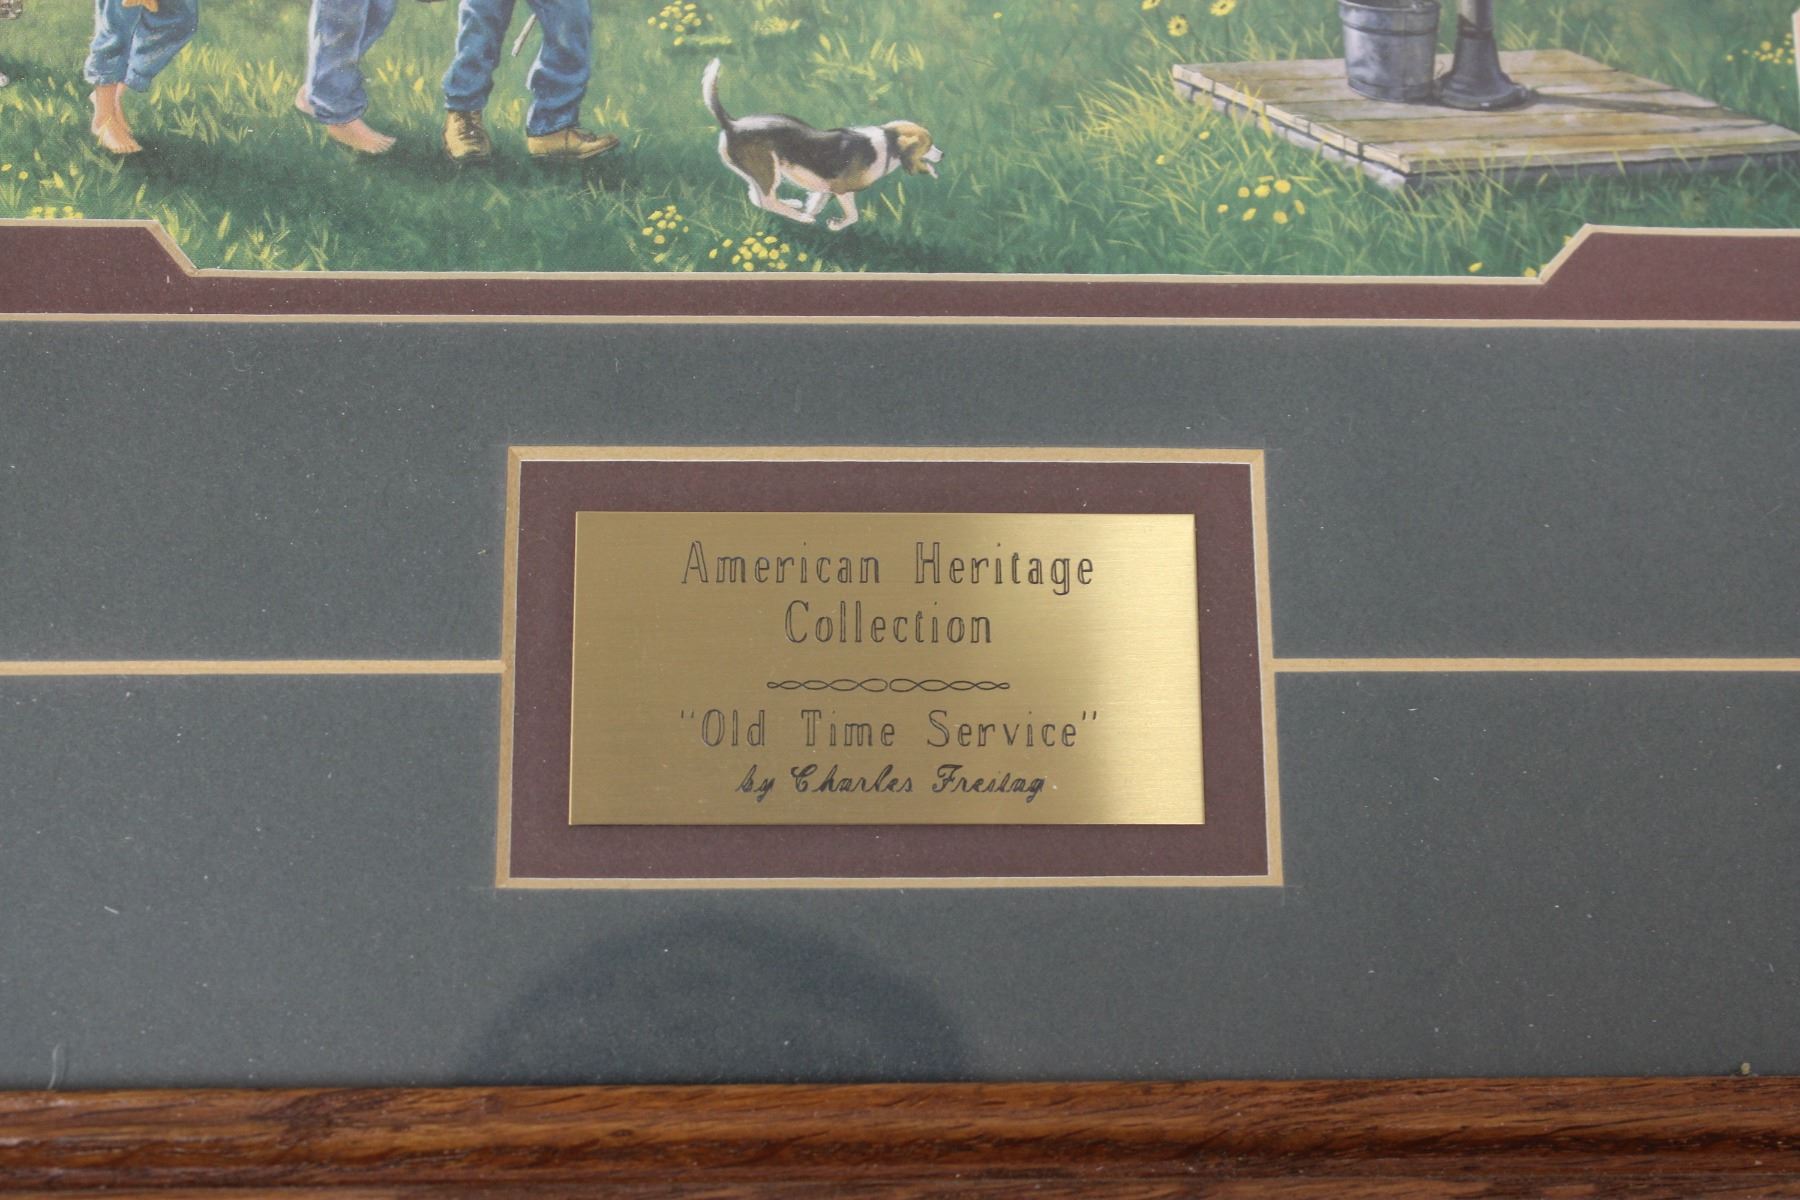 American Heritage
Collection
"Old Time Service"
by Charles Freitag